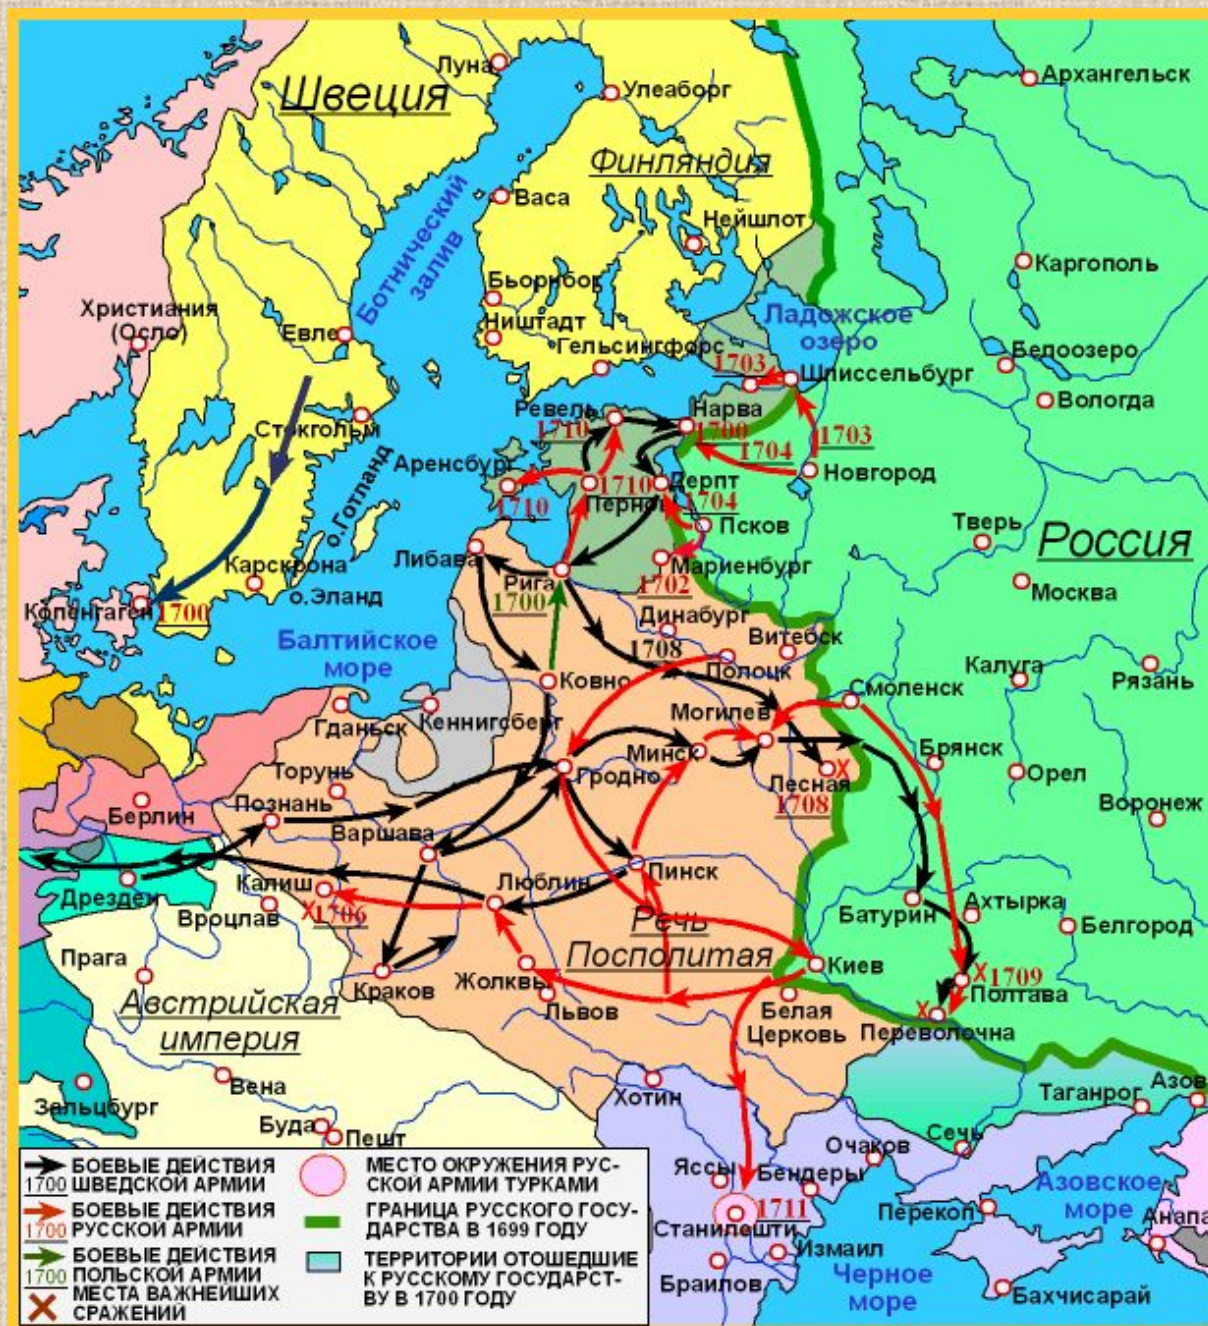 Луна
Архангельск
Швеция
Улеаборг
Финляндия
Ботнический
залив
Васа
Нейшлот
Каргополь
Бьорнборг
Христиания
(Осло)
Ладожское
озеро
Евле
Ништадт
Гельсингфорс
Белоозеро
1703
Шлиссельбург
Вологда
Ревель
Нарва
Стокгольм
1710
1700
1703
1704
Аренсбург
о.Готланд
Новгород
1710
Дерпт
Пернов
1710
1704
Псков
Тверь
Россия
Либава
Карскрона
Мариенбург
Рига
1702
Москва
о.Эланд
Копенгаген
1700
1700
Динабург
Балтийское
море
1708
Витебск
Полоцк
Калуга
Рязань
Ковно
Смоленск
Гданьск
Кеннигсберг
Могилев
Минск
Брянск
Торунь
Гродно
Лесная
Орел
1708
Познань
Берлин
Воронеж
Варшава
Дрезден
Калиш
Люблин
Пинск
1706
Вроцлав
Батурин
Ахтырка
Речь
Посполитая
Белгород
Прага
Киев
Жолквы
1709
Краков
Полтава
Австрийская
империя
Львов
Белая
Церковь
Переволочна
Вена
Хотин
Таганрог
Азов
Зальцбург
Буда
Пешт
Очаков
Сечь
Яссы
Бендеры
Азовское
море
1711
Перекоп
Станилешти
Анапа
Измаил
Браилов
Черное
море
Бахчисарай
1700 БОЕВЫЕ ДЕЙСТВИЯ
ШВЕДСКОЙ АРМИИ
1700 БОЕВЫЕ ДЕЙСТВИЯ
РУССКОЙ АРМИИ
1700 БОЕВЫЕ ДЕЙСТВИЯ
ПОЛЬСКОЙ АРМИИ
МЕСТА ВАЖНЕЙШИХ
СРАЖЕНИЙ
МЕСТО ОКРУЖЕНИЯ РУС-
СКОЙ АРМИИ ТУРКАМИ
ГРАНИЦА РУССКОГО ГОСУ-
ДАРСТВА В 1699 ГОДУ
ТЕРРИТОРИИ ОТОШЕДШИЕ
К РУССКОМУ ГОСУДАРСТ-
ВУ В 1700 ГОДУ